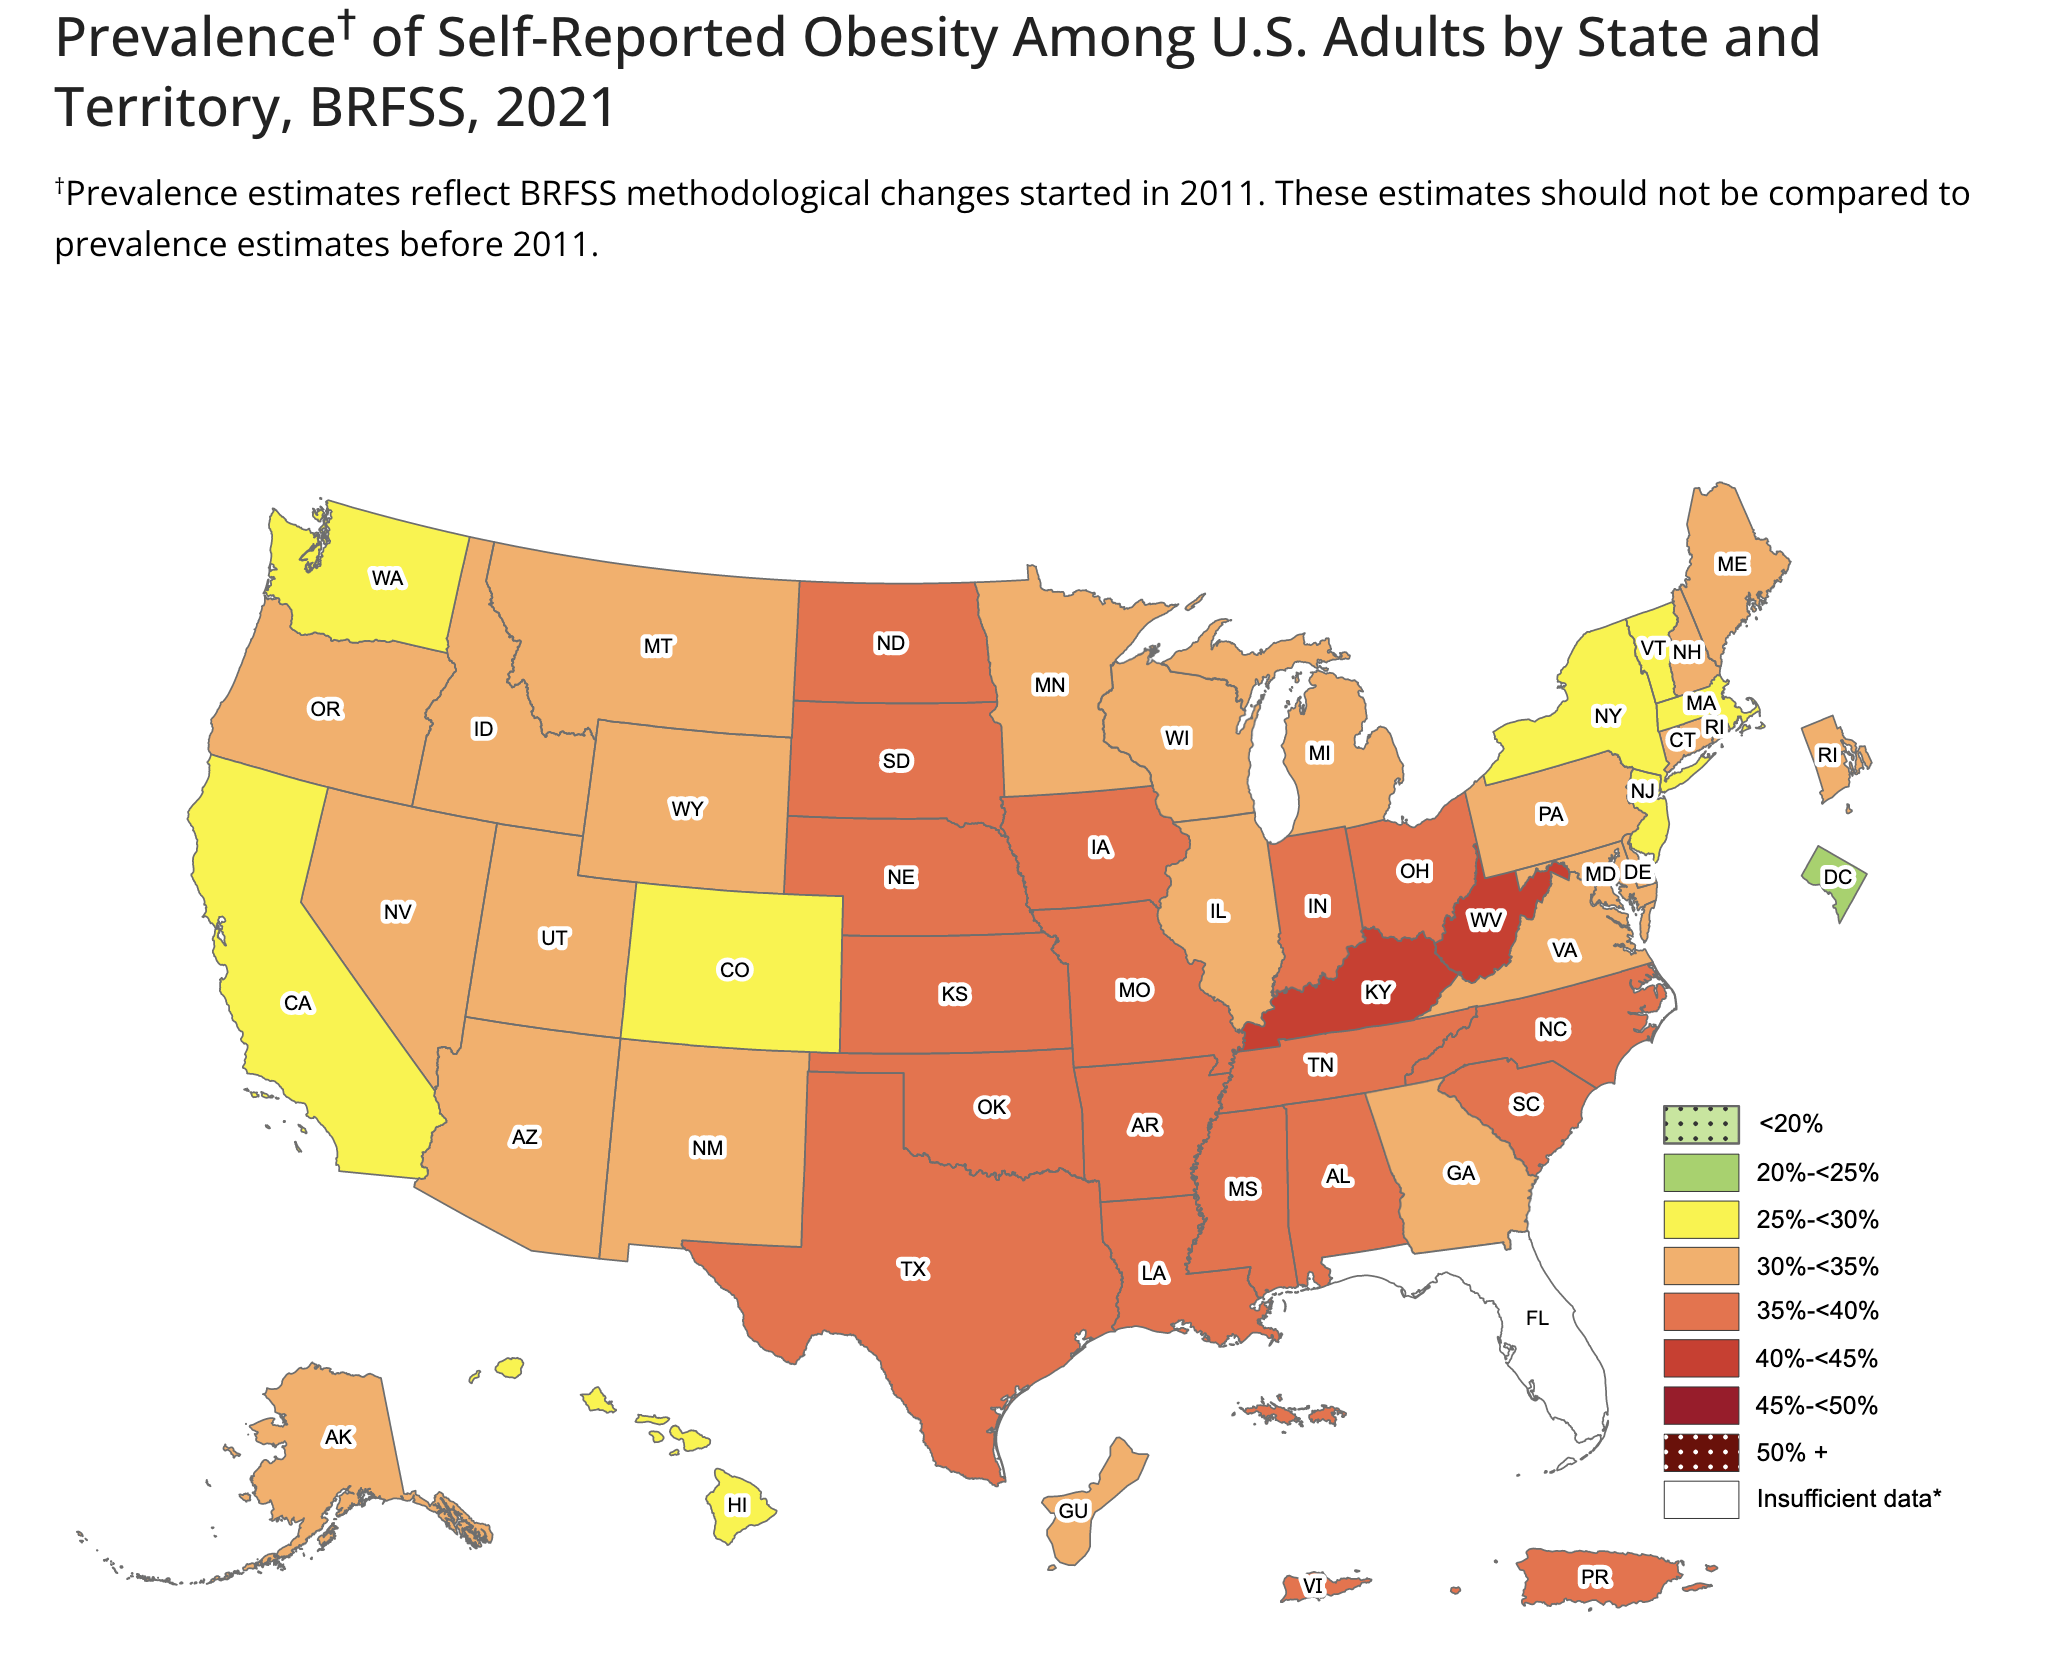 Prevalence† of Self-Reported Obesity Among U.S. Adults by State and
Territory, BRFSS, 2021
†Prevalence estimates reflect BRFSS methodological changes started in 2011. These estimates should not be compared to
prevalence estimates before 2011.
WA
MT
ND
MN
ME
VT
NH
OR
ID
SD
WI
MI
NY
MA
RI
CT
RI
WY
NE
IA
PA
NJ
NV
UT
CO
KS
MO
IL
IN
OH
WV
MD
DE
DC
VA
CA
KY
NC
AZ
NM
OK
AR
TN
SC
TX
LA
MS
AL
GA
FL
AK
HI
GU
VI
PR
<20%
20%-<25%
25%-<30%
30%-<35%
35%-<40%
40%-<45%
45%-<50%
50% +
Insufficient data*